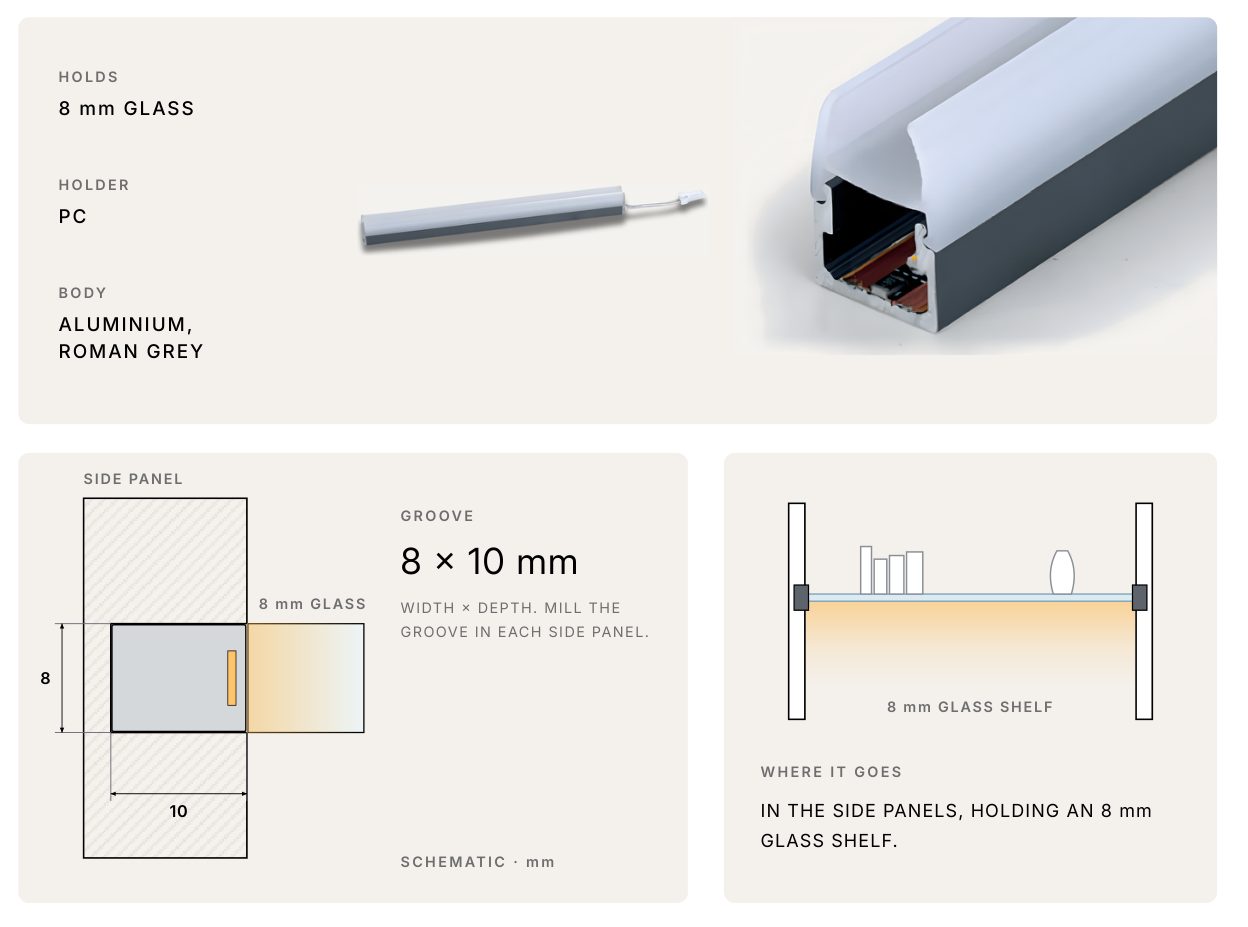 HOLDS
8 mm GLASS
HOLDER
PC
BODY
ALUMINIUM,
ROMAN GREY
SIDE PANEL
GROOVE
8 × 10 mm
8 mm GLASS
WIDTH × DEPTH. MILL THE
GROOVE IN EACH SIDE PANEL.
8
10
SCHEMATIC · mm
8 mm GLASS SHELF
WHERE IT GOES
IN THE SIDE PANELS, HOLDING AN 8 mm
GLASS SHELF.